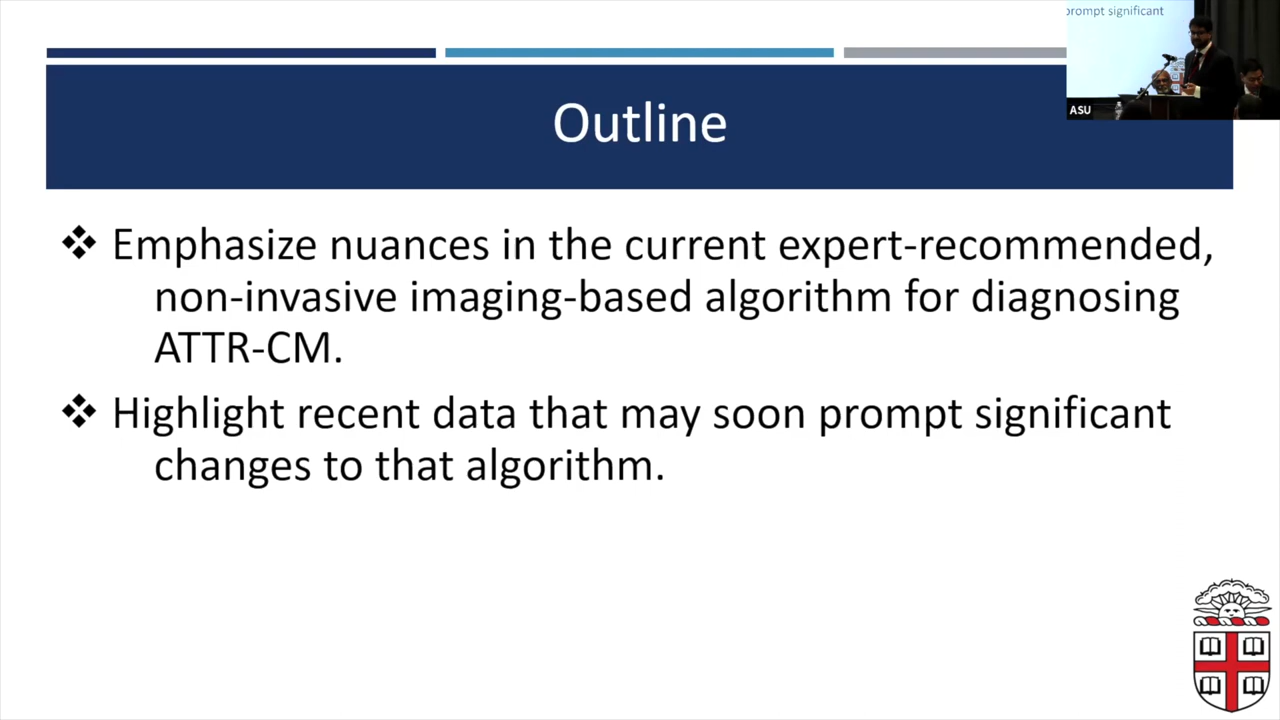 prompt significant
ASU
Outline
❖ Emphasize nuances in the current expert-recommended,
non-invasive imaging-based algorithm for diagnosing
ATTR-CM.
❖ Highlight recent data that may soon prompt significant
changes to that algorithm.